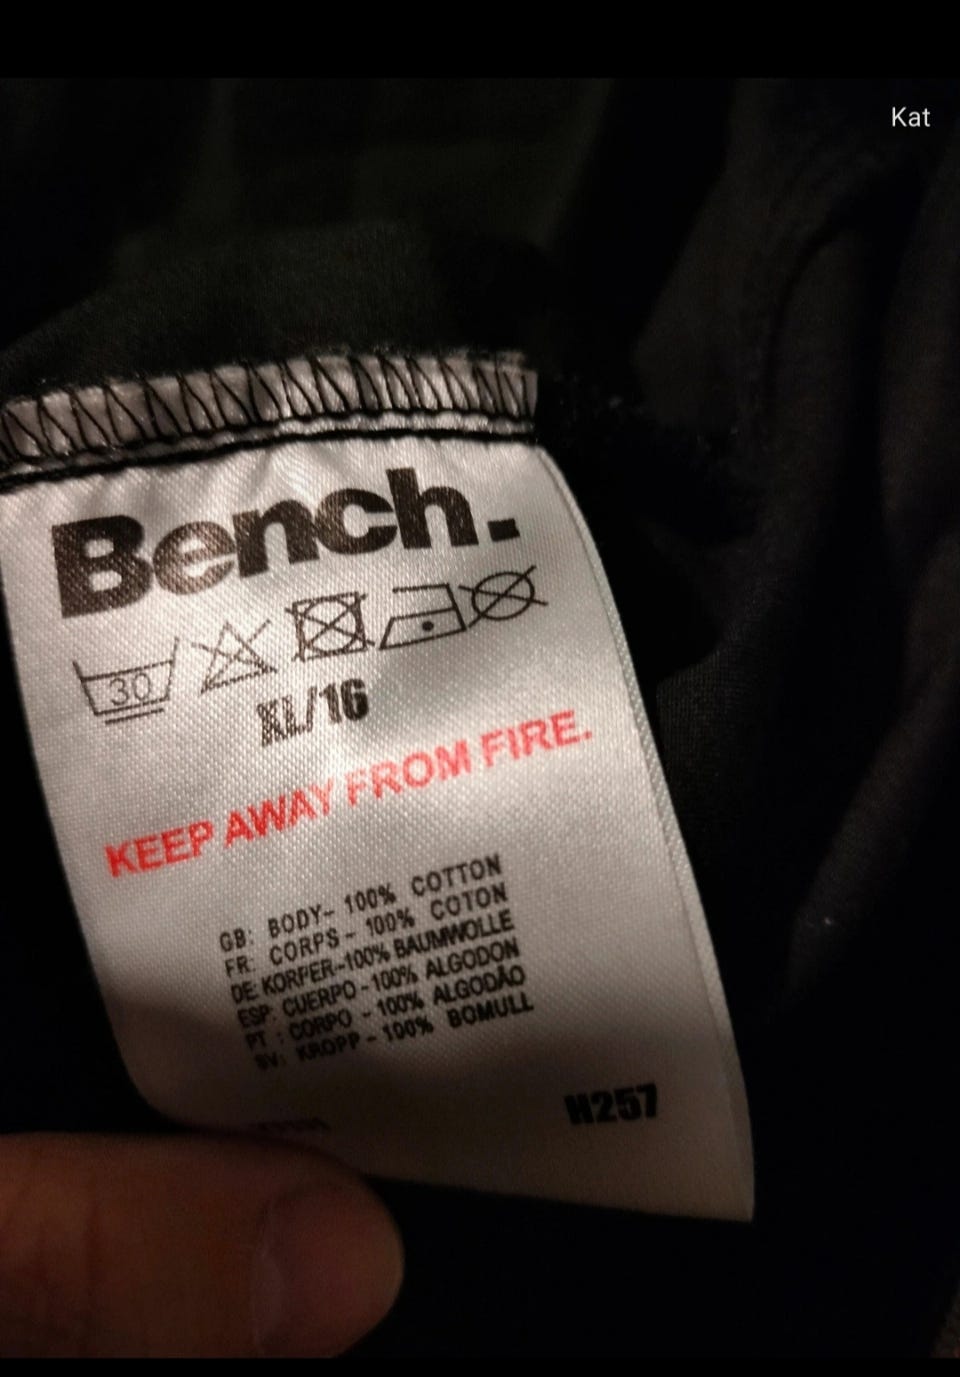 Kat
Bench.
30
XL/16
KEEP AWAY FROM FIRE.
GB: BODY- 100% COTTON
FR: CORPS - 100% COTON
DE: KORPER-100% BAUMWOLLE
ESP: CUERPO - 100% ALGODON
PT : CORPO - 100% ALGODÃO
SV: KROPP - 100% BOMULL
H257